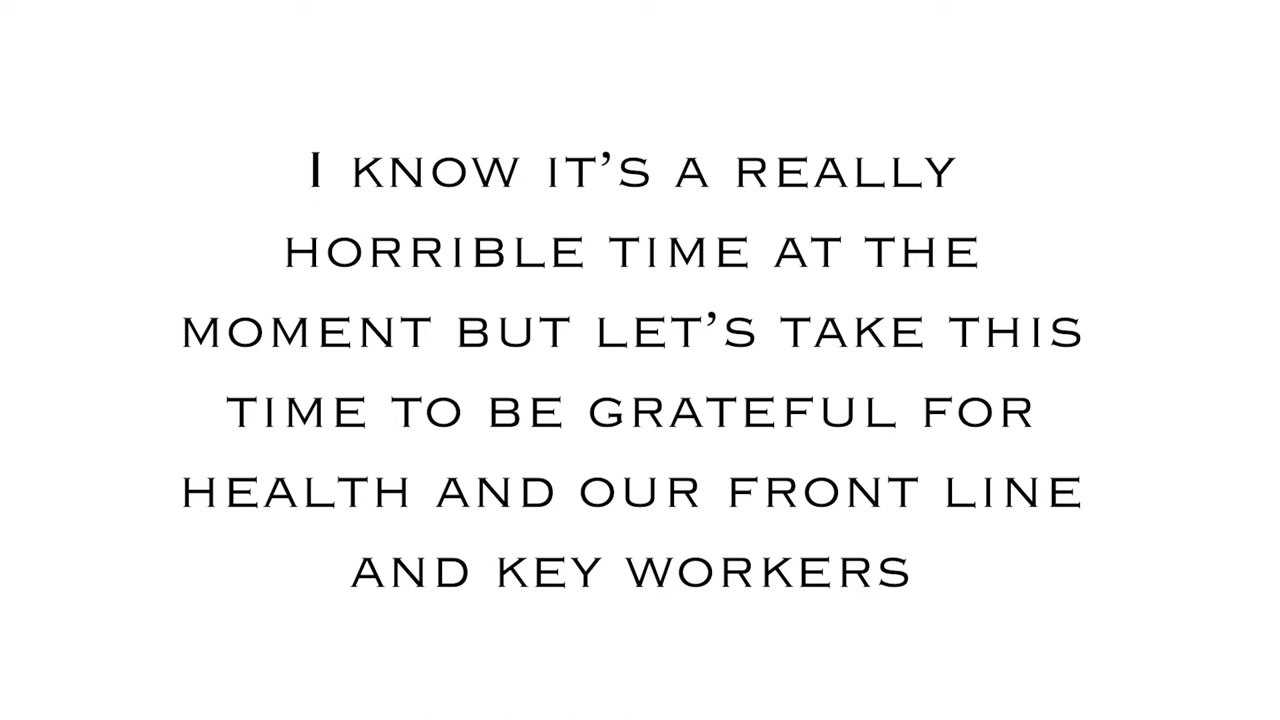 I KNOW IT’S A REALLY
HORRIBLE TIME AT THE
MOMENT BUT LET’S TAKE THIS
TIME TO BE GRATEFUL FOR
HEALTH AND OUR FRONT LINE
AND KEY WORKERS